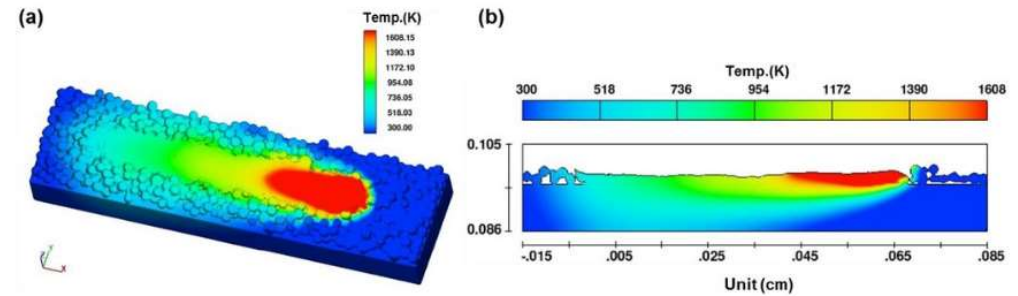 (a)
Temp.(K)
1608.15
1390.13
1172.10
954.08
736.05
518.03
300.00
Y
X
(b)
Temp.(K)
300 518 736 954 1172 1390 1608
0.105
0.086
-.015 .005 .025 .045 .065 .085
Unit (cm)